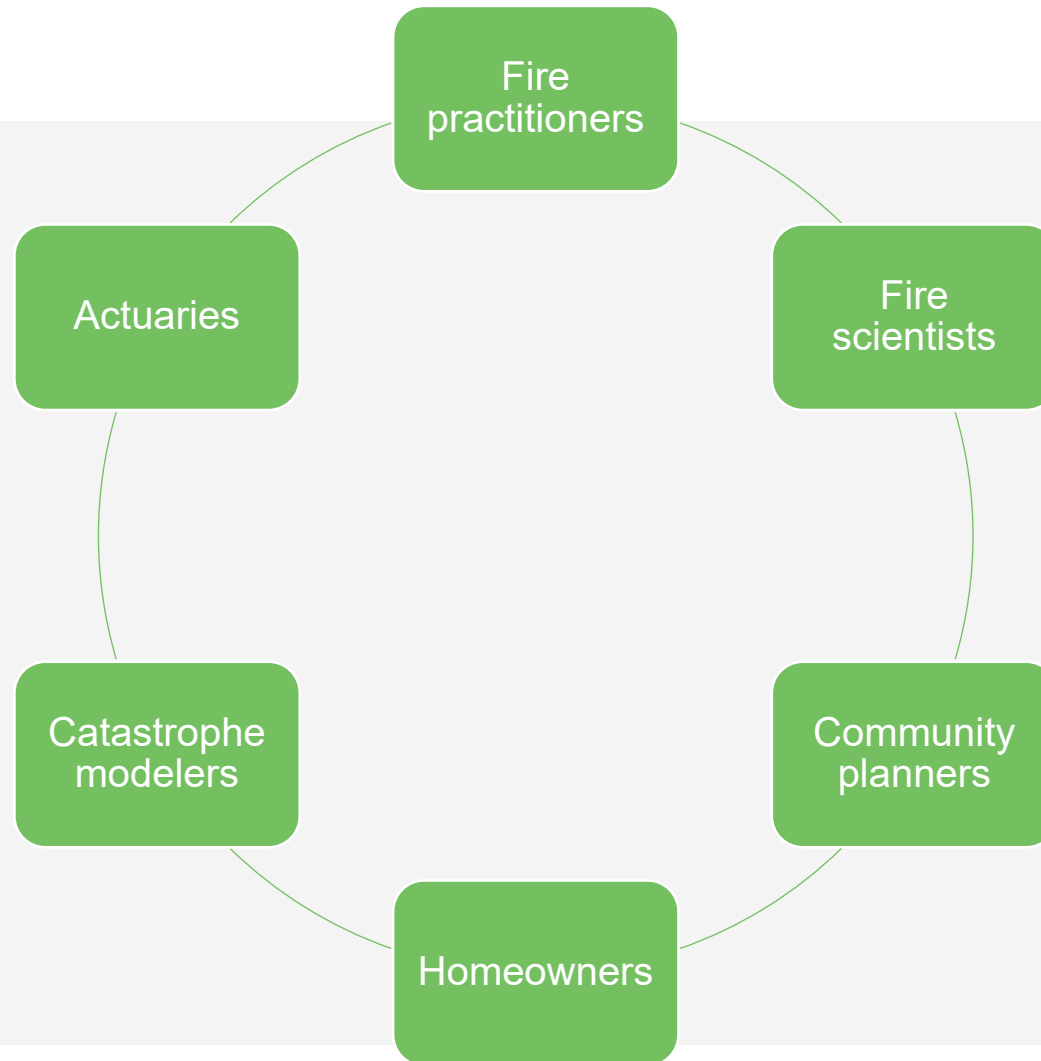 Fire
practitioners
Fire
scientists
Community
planners
Homeowners
Catastrophe
modelers
Actuaries